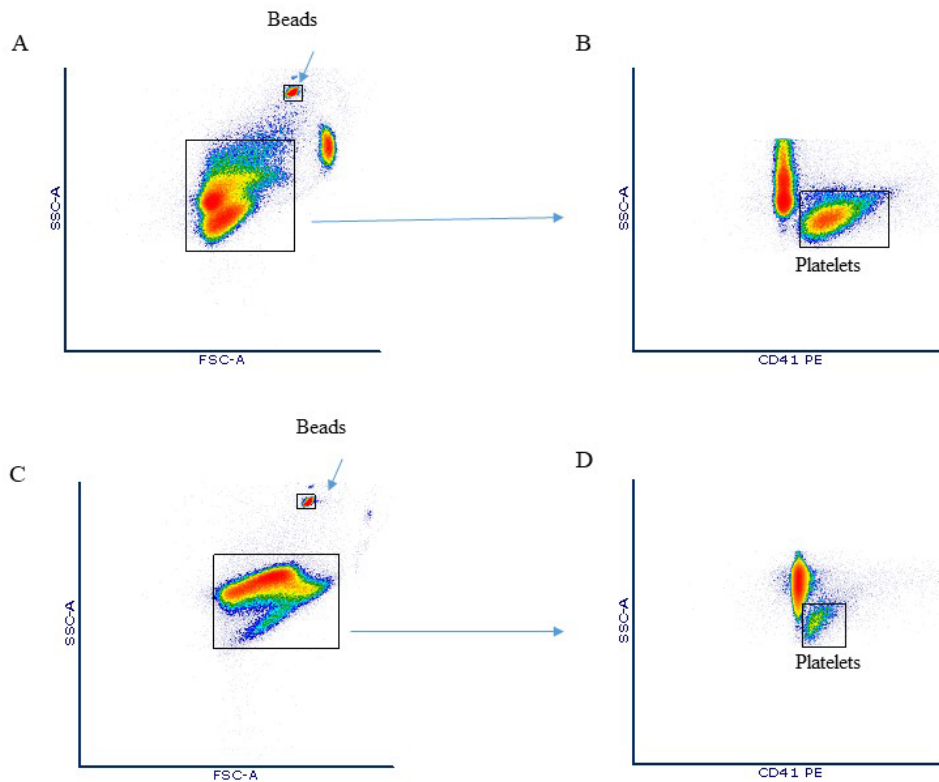 Beads
A
B
SSC-A
SSC-A
Platelets
FSC-A
CD41 PE
Beads
C
D
SSC-A
SSC-A
Platelets
FSC-A
CD41 PE